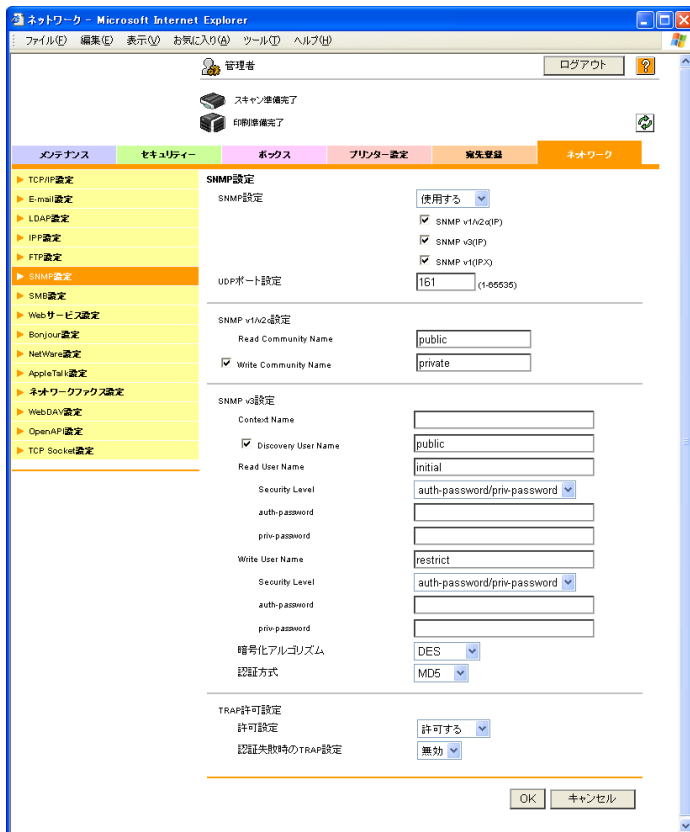 ネットワーク - Microsoft Internet Explorer
ファイル(F) 編集(E) 表示(V) お気に入り(A) ツール(T) ヘルプ(H)
管理者
ログアウト
?
スキャン準備完了
印刷準備完了
メンテナンス セキュリティー ボックス プリンター設定 宛先登録 ネットワーク
TCP/IP設定
E-mail設定
LDAP設定
IPP設定
FTP設定
SNMP設定
SMB設定
Webサービス設定
Bonjour設定
NetWare設定
AppleTalk設定
ネットワークファクス設定
WebDAV設定
OpenAPI設定
TCP Socket設定
SNMP設定
SNMP設定 使用する
SNMP v1/v2c(IP)
SNMP v3(IP)
SNMP v1(IPX)
UDPポート設定 161 (1-65535)
SNMP v1/v2c設定
Read Community Name public
Write Community Name private
SNMP v3設定
Context Name
Discovery User Name public
Read User Name initial
Security Level auth-password/priv-password
auth-password
priv-password
Write User Name restrict
Security Level auth-password/priv-password
auth-password
priv-password
暗号化アルゴリズム DES
認証方式 MD5
TRAP許可設定
許可設定 許可する
認証失敗時のTRAP設定 無効
OK キャンセル